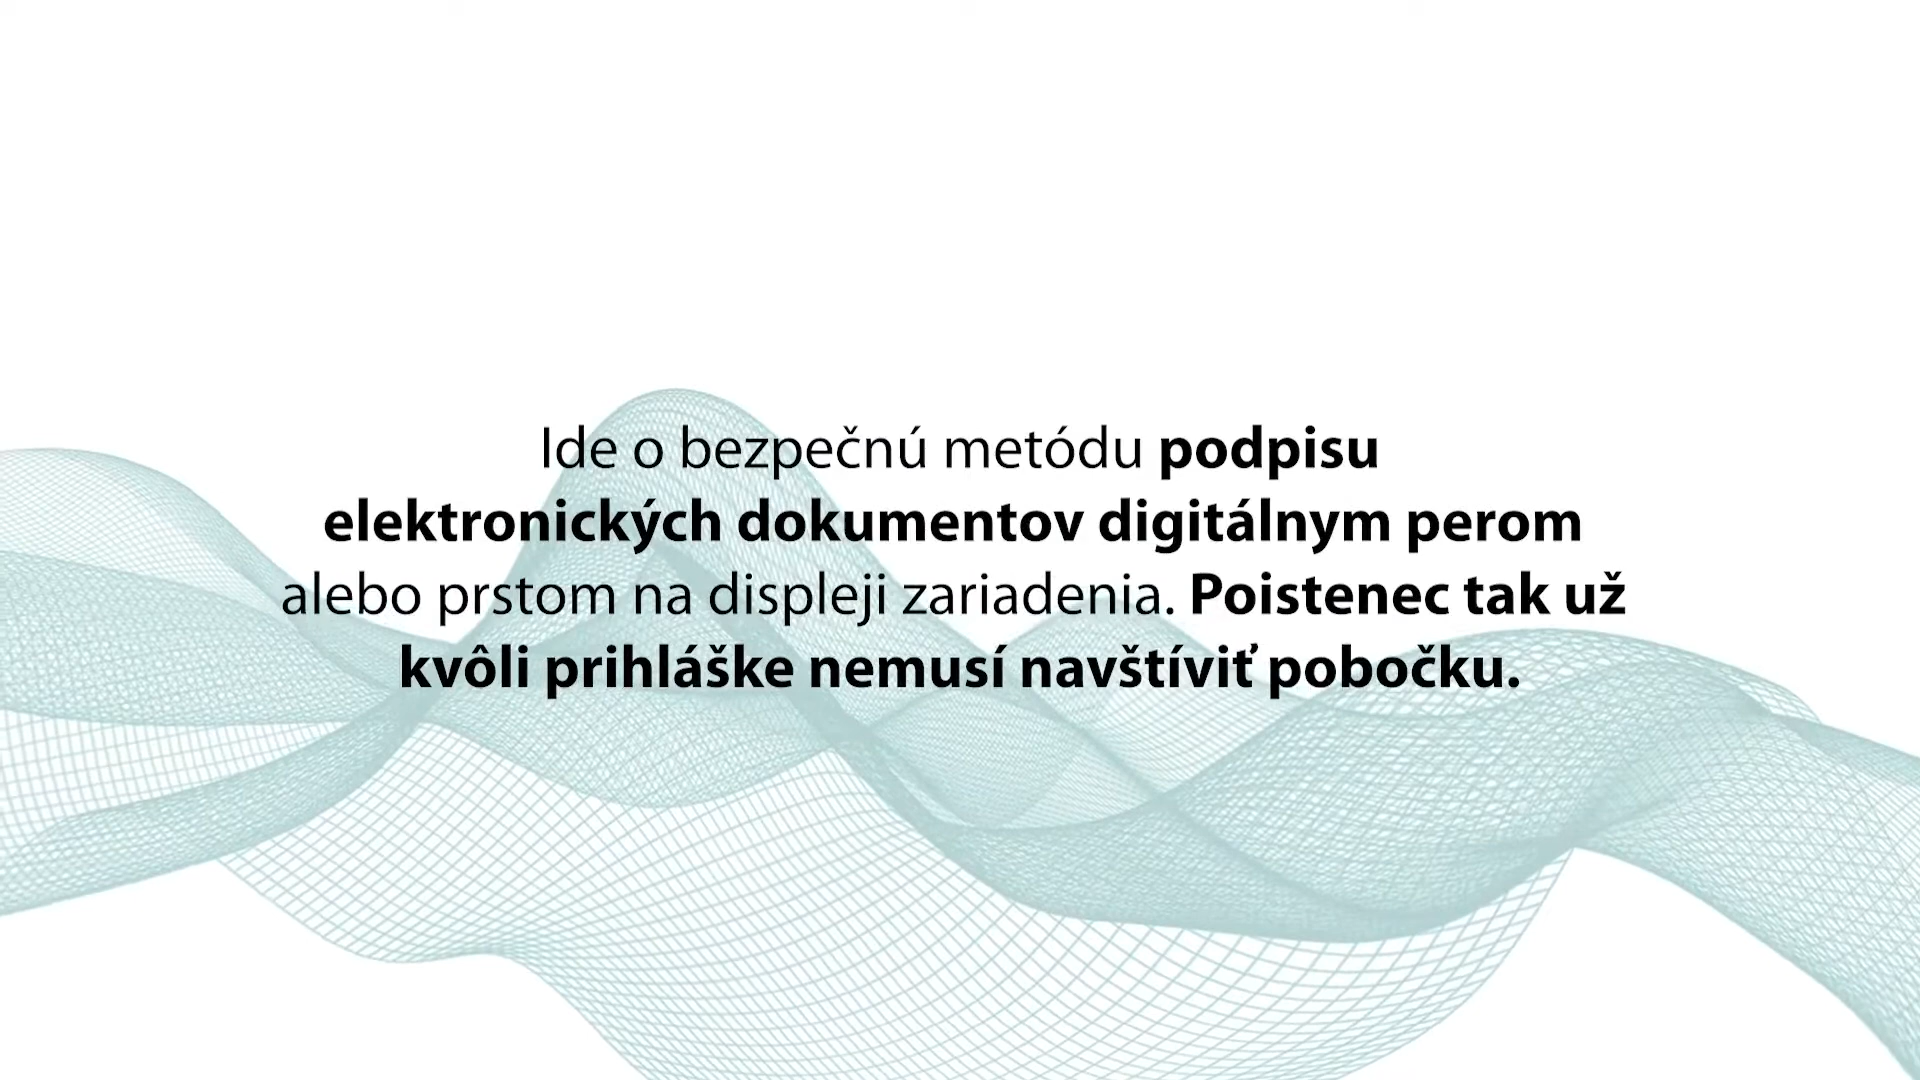 Ide o bezpečnú metódu podpisu
elektronických dokumentov digitálnym perom
alebo prstom na displeji zariadenia. Poistenec tak už
kvôli prihláške nemusí navštíviť pobočku.